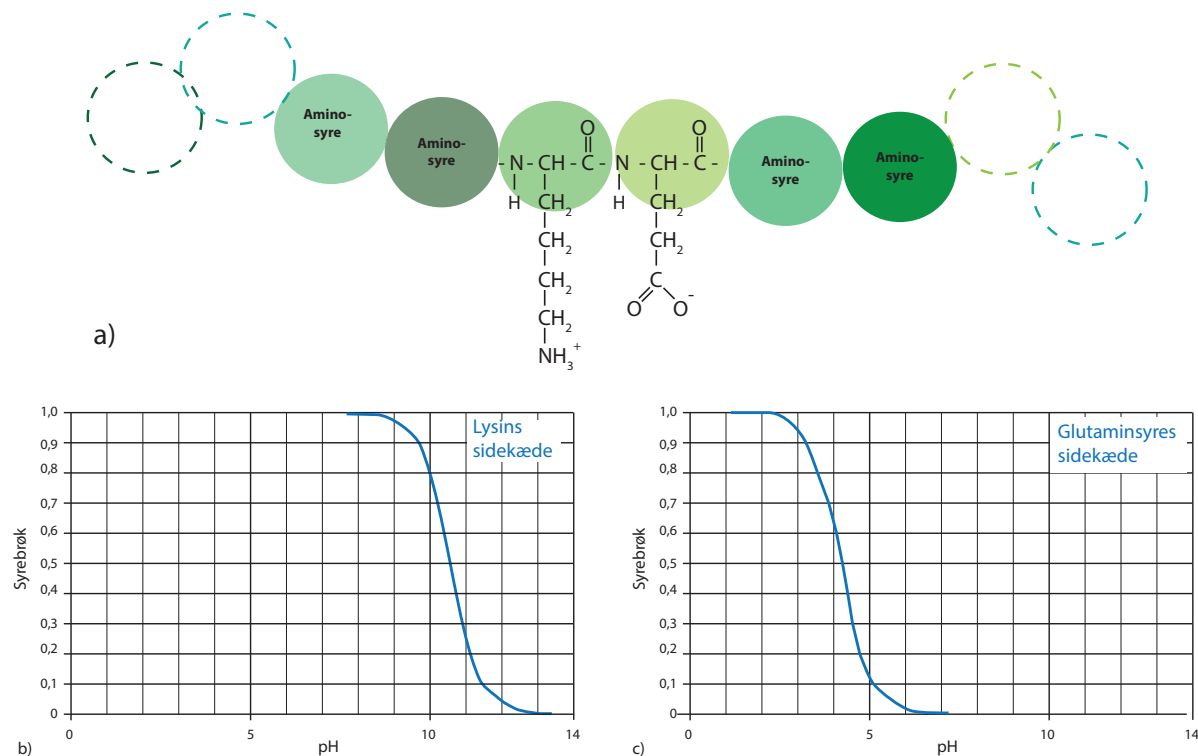 Amino-
syre
Amino-
syre
O
O
Amino-
syre
Amino-
syre
- N - CH - C - N - CH - C -
H
CH2
H
CH2
CH2
CH2
CH2
C
O
O-
CH2
NH3+
a)
1,0
0,9
0,8
0,7
0,6
0,5
0,4
0,3
0,2
0,1
0
Syrebrøk
Lysins
sidekæde
0
5
10
14
pH
b)
1,0
0,9
0,8
0,7
0,6
0,5
0,4
0,3
0,2
0,1
0
Syrebrøk
Glutaminsyres
sidekæde
0
5
10
14
pH
c)